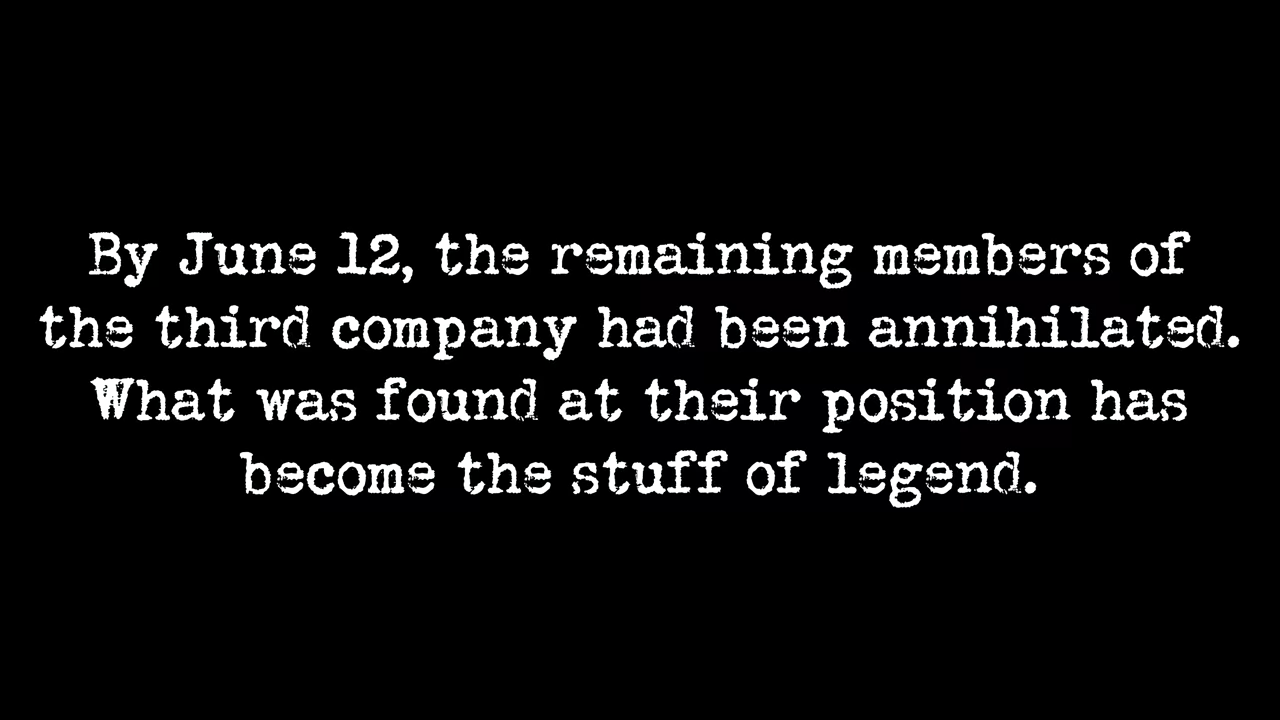 By June 12, the remaining members of
the third company had been annihilated.
What was found at their position has
become the stuff of legend.